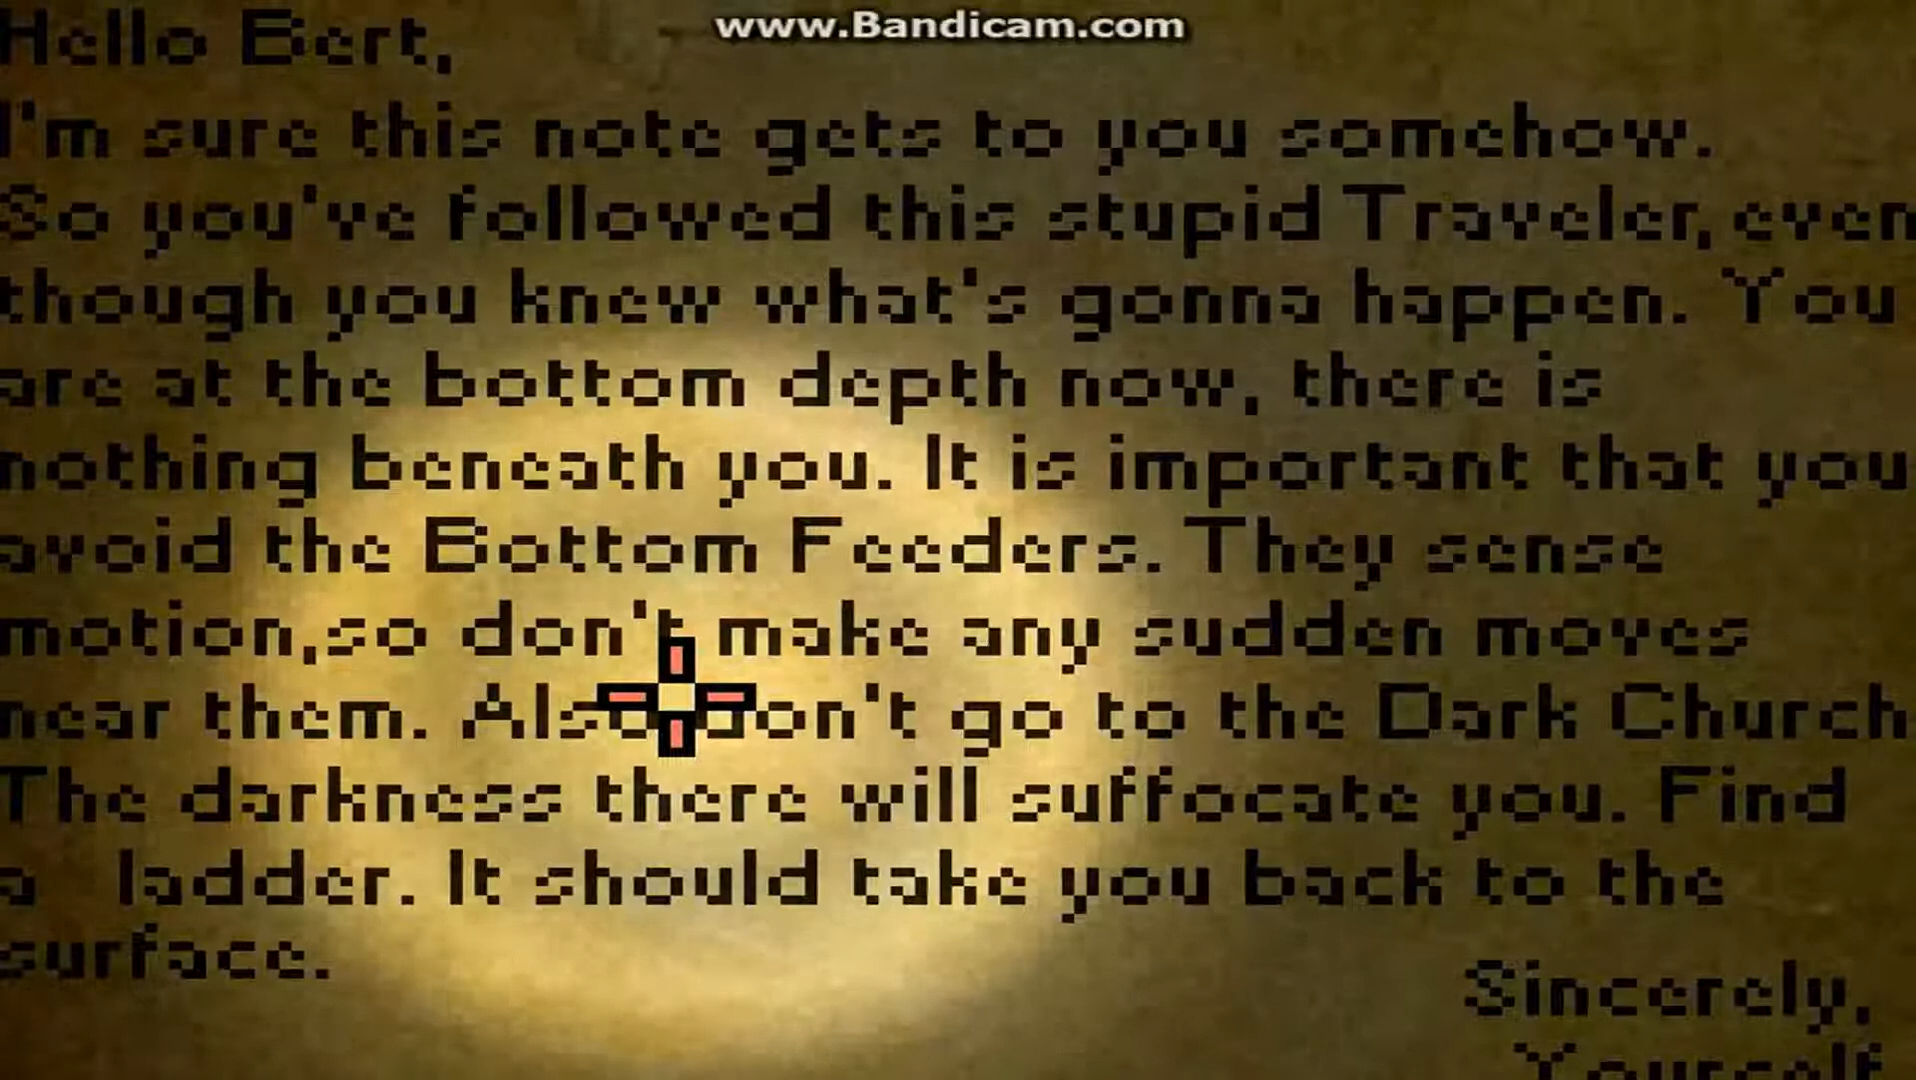 www.Bandicam.com
Hello Bert,
I'm sure this note gets to you somehow.
So you've followed this stupid Traveler, even
though you knew what's gonna happen. You
are at the bottom depth now, there is
nothing beneath you. It is important that you
avoid the Bottom Feeders. They sense
motion,so don't make any sudden moves
near them. Also don't go to the Dark Church
The darkness there will suffocate you. Find
a ladder. It should take you back to the
surface.
Sincerely,
Yourself